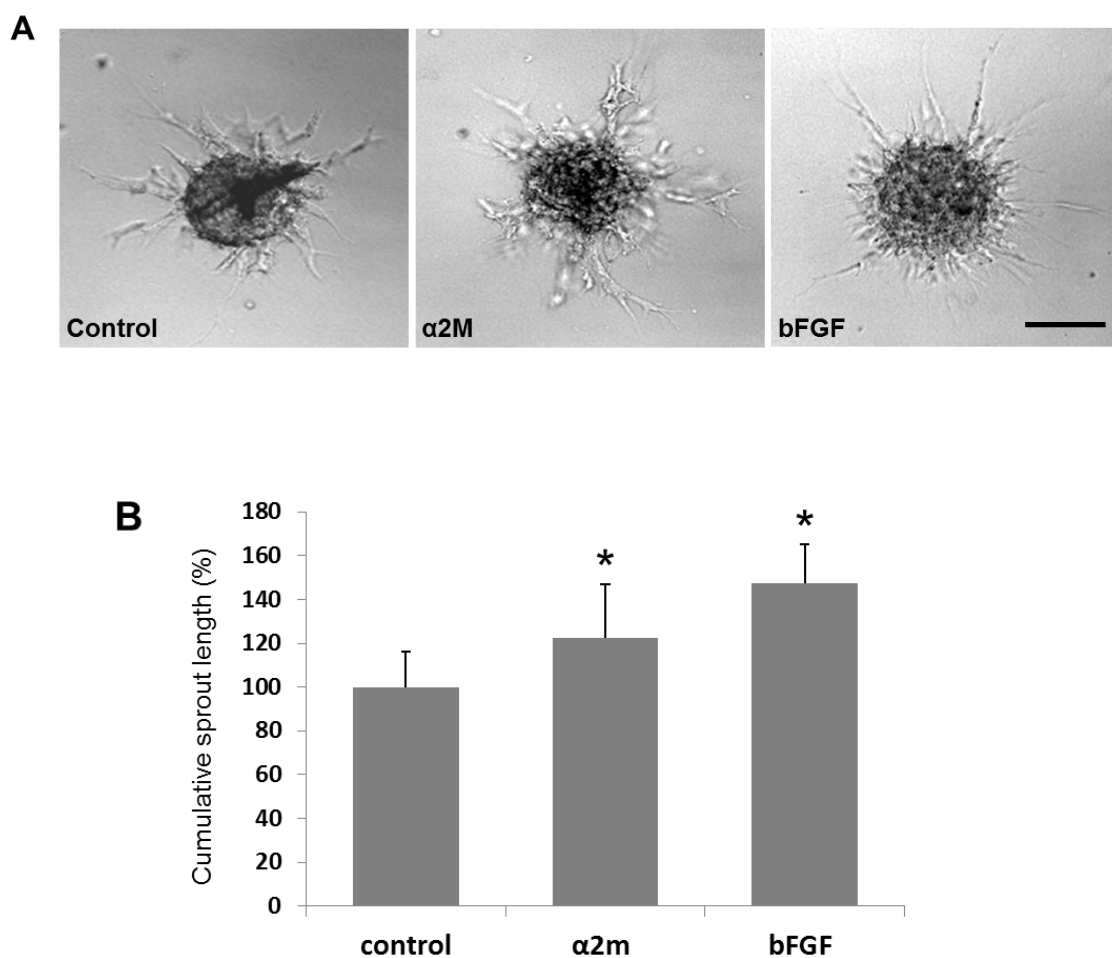 A
Control
α2M
bFGF
B
Cumulative sprout length (%)
180
160
140
120
100
80
60
40
20
0
*
*
control
α2m
bFGF